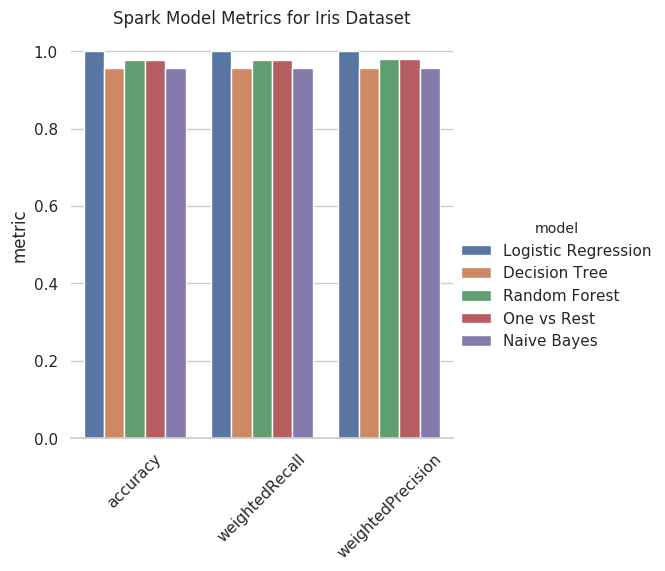 Spark Model Metrics for Iris Dataset
1.0
0.8
0.6
0.4
0.2
0.0
metric
accuracy
weightedRecall
weightedPrecision
model
Logistic Regression
Decision Tree
Random Forest
One vs Rest
Naive Bayes